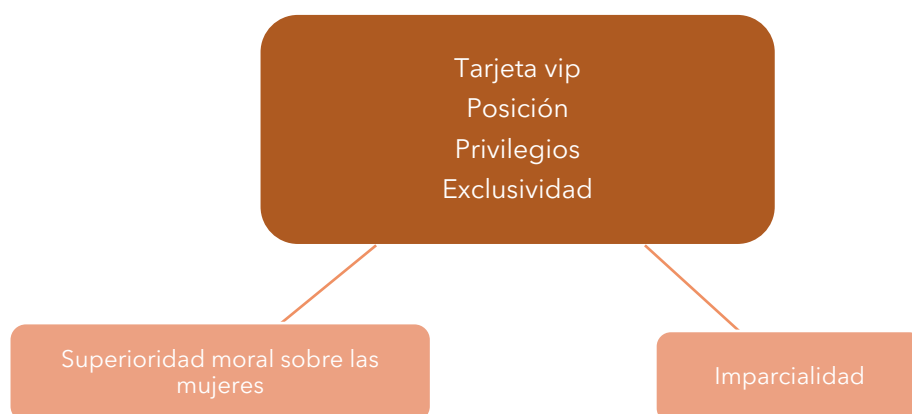 Tarjeta vip
Posición
Privilegios
Exclusividad
Superioridad moral sobre las
mujeres
Imparcialidad